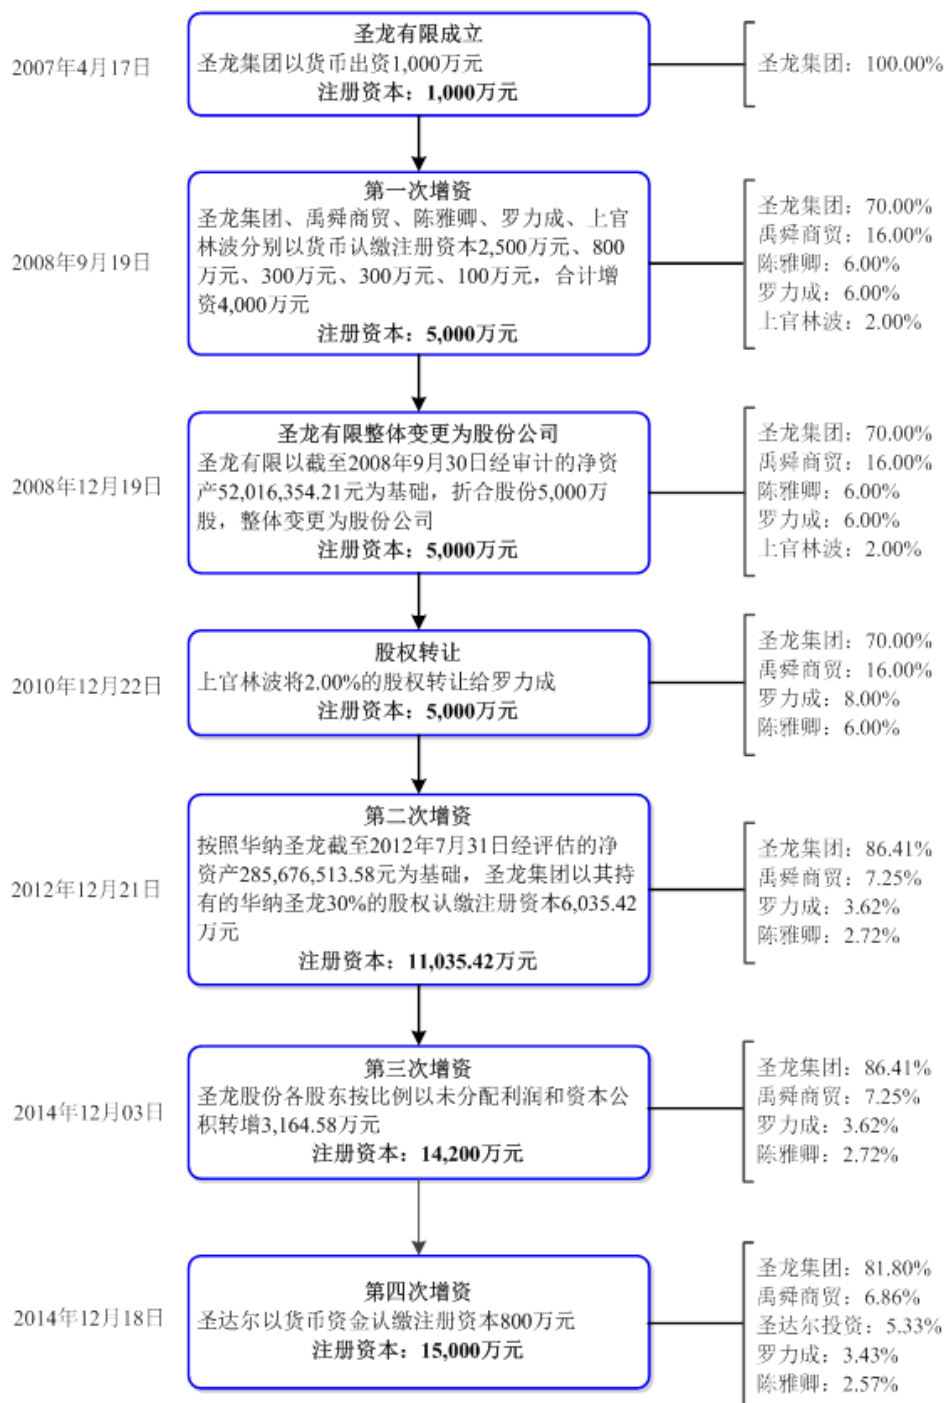 圣龙有限成立
2007年4月17日
圣龙集团以货币出资1,000万元
注册资本：1,000万元
圣龙集团：100.00%
第一次增资
2008年9月19日
圣龙集团、禹舜商贸、陈雅卿、罗力成、上官
林波分别以货币认缴注册资本2,500万元、800
万元、300万元、300万元、100万元，合计增
资4,000万元
注册资本：5,000万元
圣龙集团：70.00%
禹舜商贸：16.00%
陈雅卿：6.00%
罗力成：6.00%
上官林波：2.00%
圣龙有限整体变更为股份公司
2008年12月19日
圣龙有限以截至2008年9月30日经审计的净资
产52,016,354.21元为基础，折合股份5,000万
股，整体变更为股份公司
注册资本：5,000万元
圣龙集团：70.00%
禹舜商贸：16.00%
陈雅卿：6.00%
罗力成：6.00%
上官林波：2.00%
股权转让
2010年12月22日
上官林波将2.00%的股权转让给罗力成
注册资本：5,000万元
圣龙集团：70.00%
禹舜商贸：16.00%
罗力成：8.00%
陈雅卿：6.00%
第二次增资
2012年12月21日
按照华纳圣龙截至2012年7月31日经评估的净
资产285,676,513.58元为基础，圣龙集团以其持
有的华纳圣龙30%的股权认缴注册资本6,035.42
万元
注册资本：11,035.42万元
圣龙集团：86.41%
禹舜商贸：7.25%
罗力成：3.62%
陈雅卿：2.72%
第三次增资
2014年12月03日
圣龙股份各股东按比例以未分配利润和资本公
积转增3,164.58万元
注册资本：14,200万元
圣龙集团：86.41%
禹舜商贸：7.25%
罗力成：3.62%
陈雅卿：2.72%
第四次增资
2014年12月18日
圣达尔以货币资金认缴注册资本800万元
注册资本：15,000万元
圣龙集团：81.80%
禹舜商贸：6.86%
圣达尔投资：5.33%
罗力成：3.43%
陈雅卿：2.57%